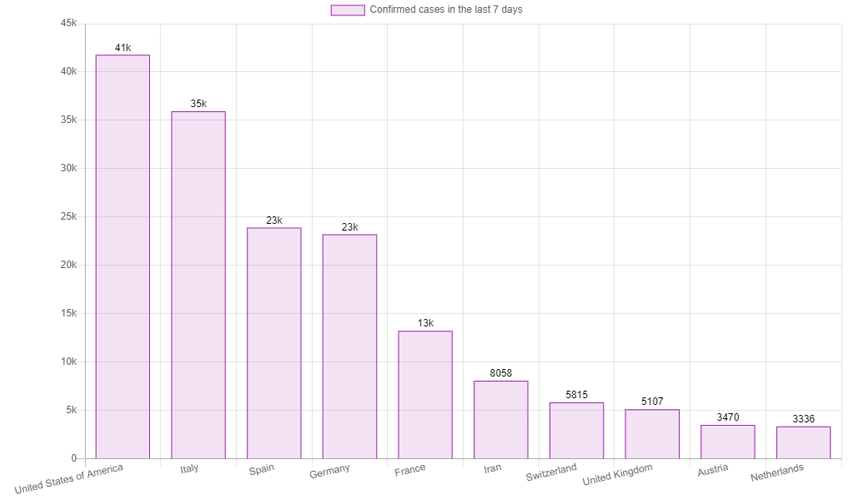 Confirmed cases in the last 7 days
45k
40k
35k
30k
25k
20k
15k
10k
5k
0
41k
35k
23k
23k
13k
8058
5815
5107
3470
3336
United States of America
Italy
Spain
Germany
France
Iran
Switzerland
United Kingdom
Austria
Netherlands